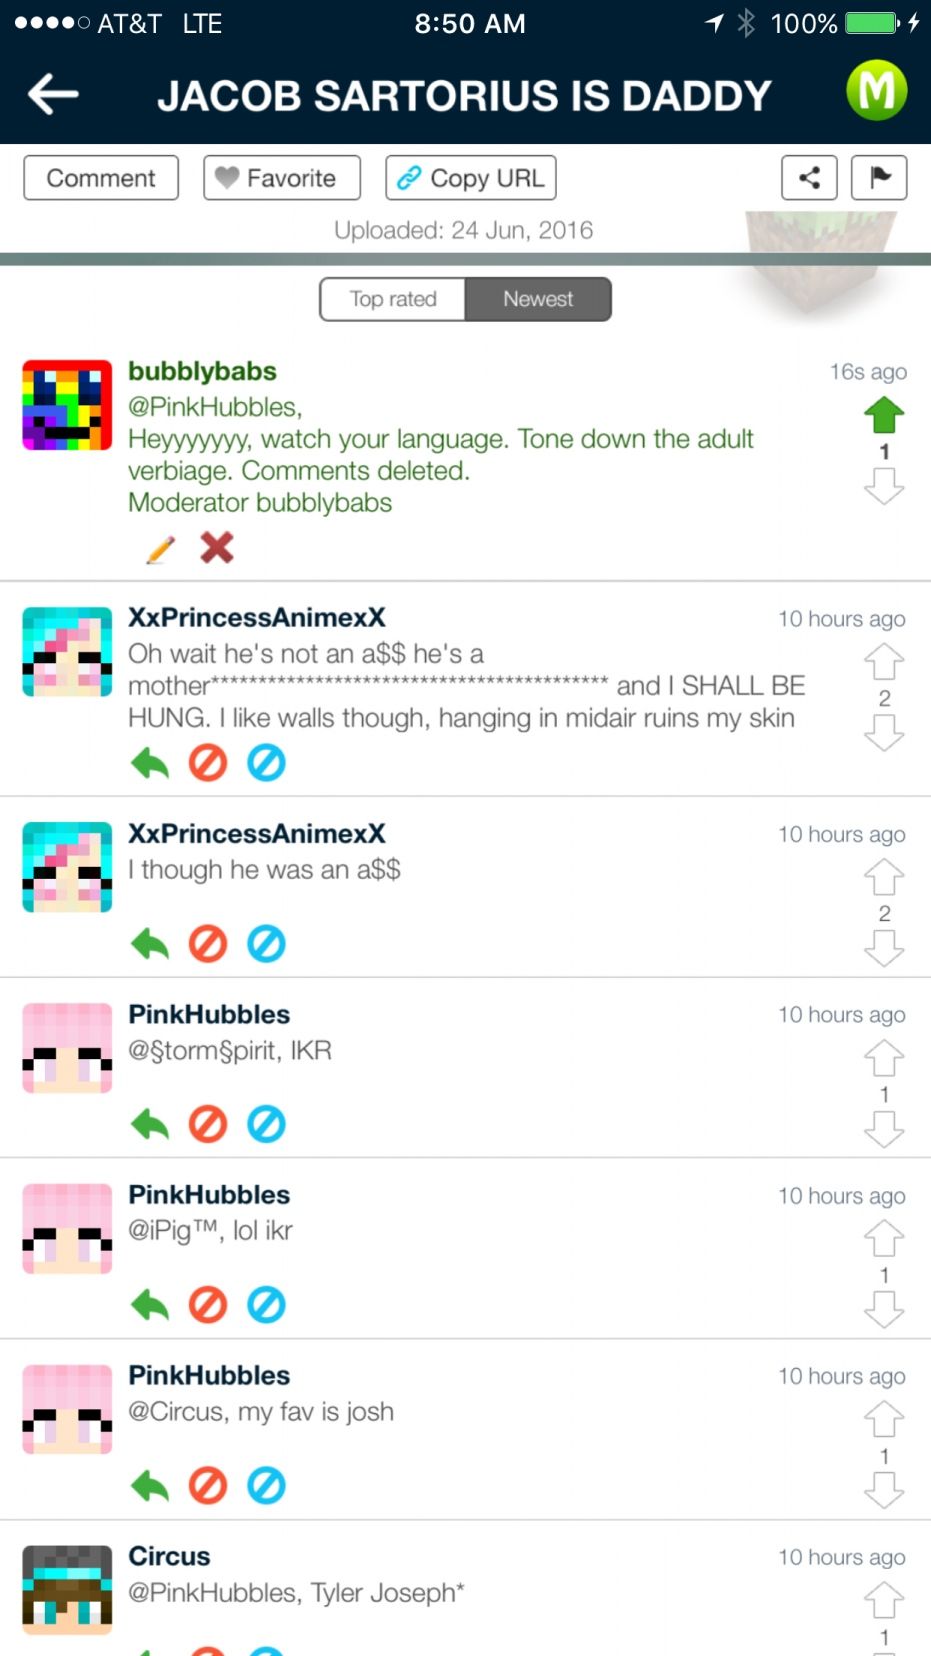 AT&T LTE 8:50 AM 100%
JACOB SARTORIUS IS DADDY M
Comment Favorite Copy URL
Uploaded: 24 Jun, 2016
Top rated Newest
bubblybabs 16s ago
@PinkHubbles,
Heyyyyyyy, watch your language. Tone down the adult
verbiage. Comments deleted.
Moderator bubblybabs
1
XxPrincessAnimexX 10 hours ago
Oh wait he's not an a$$ he's a
mother****************************************** and I SHALL BE
HUNG. I like walls though, hanging in midair ruins my skin
2
XxPrincessAnimexX 10 hours ago
I though he was an a$$
2
PinkHubbles 10 hours ago
@§torm§pirit, IKR
1
PinkHubbles 10 hours ago
@iPig™, lol ikr
1
PinkHubbles 10 hours ago
@Circus, my fav is josh
1
Circus 10 hours ago
@PinkHubbles, Tyler Joseph*
1